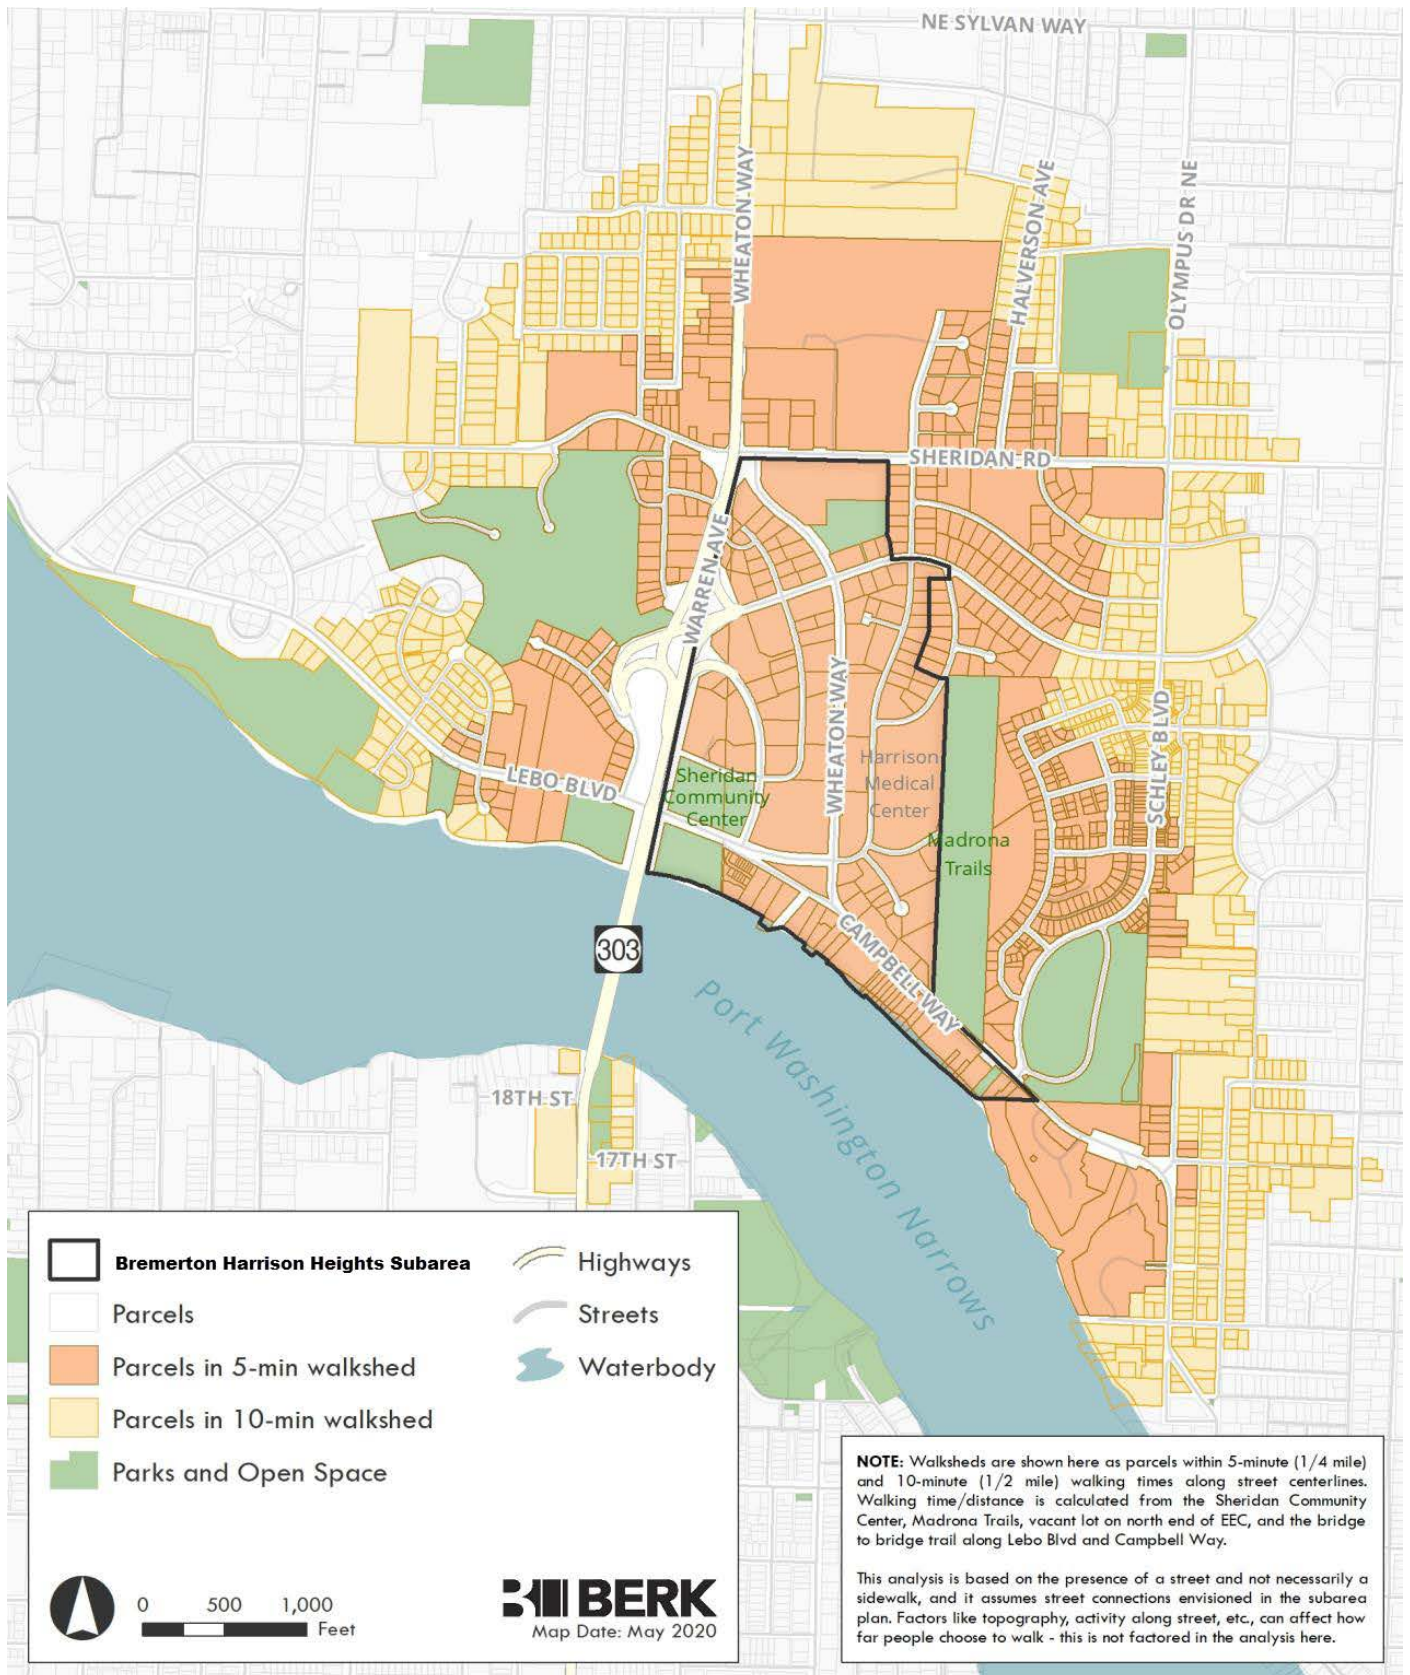 NE SYLVAN WAY
WHEATON WAY
HALVERSON AVE
OLYMPUS DR NE
SHERIDAN RD
WARREN AVE
WHEATON WAY
SCHLEY BLVD
LEBO BLVD
Sheridan
Community
Center
Harrison
Medical
Center
Madrona
Trails
CAMPBELL WAY
303
Port Washington Narrows
18TH ST
17TH ST
Bremerton Harrison Heights Subarea
Parcels
Parcels in 5-min walkshed
Parcels in 10-min walkshed
Parks and Open Space
Highways
Streets
Waterbody
0 500 1,000
Feet
BERK
Map Date: May 2020
NOTE: Walksheds are shown here as parcels within 5-minute (1/4 mile)
and 10-minute (1/2 mile) walking times along street centerlines.
Walking time/distance is calculated from the Sheridan Community
Center, Madrona Trails, vacant lot on north end of EEC, and the bridge
to bridge trail along Lebo Blvd and Campbell Way.
This analysis is based on the presence of a street and not necessarily a
sidewalk, and it assumes street connections envisioned in the subarea
plan. Factors like topography, activity along street, etc., can affect how
far people choose to walk - this is not factored in the analysis here.